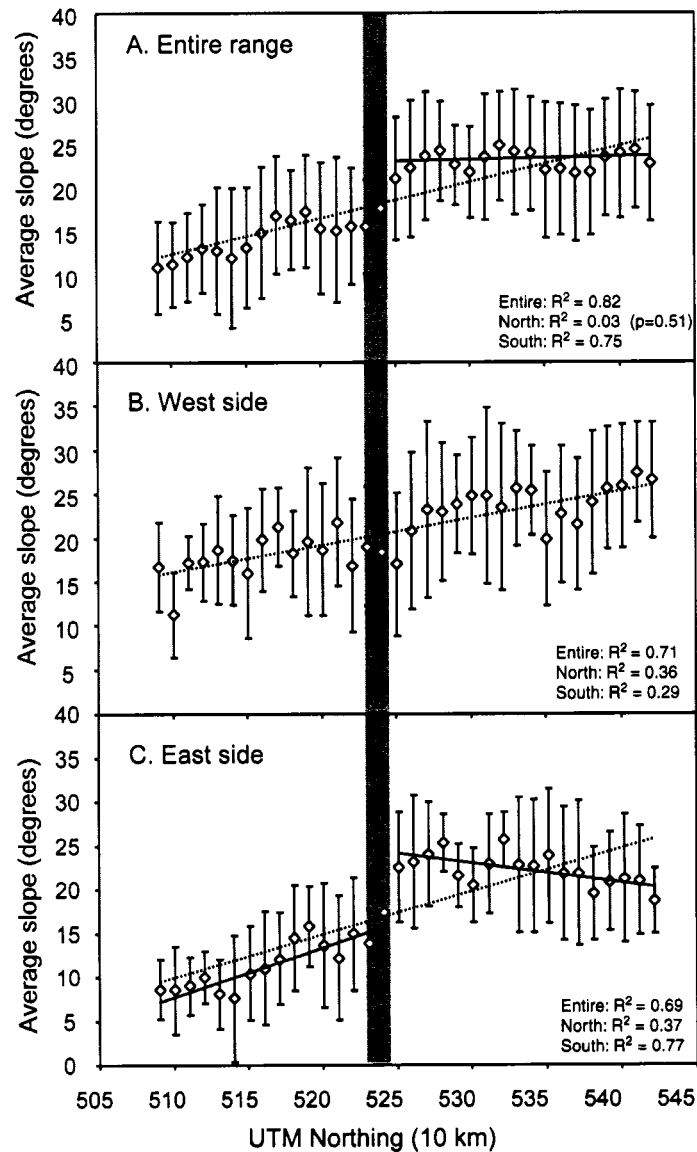 40
A. Entire range
35
30
25
20
15
10
5
Average slope (degrees)
Entire: R² = 0.82
North: R² = 0.03 (p=0.51)
South: R² = 0.75
40
B. West side
35
30
25
20
15
10
5
Average slope (degrees)
Entire: R² = 0.71
North: R² = 0.36
South: R² = 0.29
40
C. East side
35
30
25
20
15
10
5
0
Average slope (degrees)
Entire: R² = 0.69
North: R² = 0.37
South: R² = 0.77
505 510 515 520 525 530 535 540 545
UTM Northing (10 km)